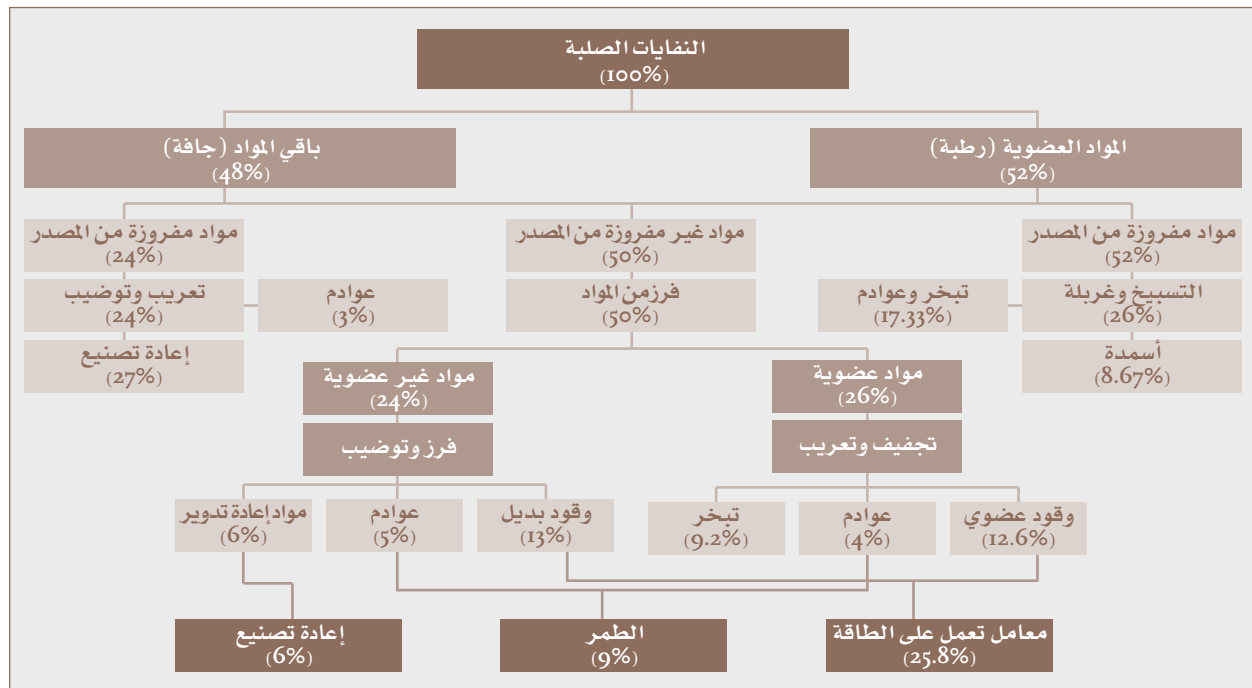 النفايات الصلبة
(100%)
المواد العضوية (رطبة)
(52%)
باقي المواد (جافة)
(48%)
مواد مفروزة من المصدر
(52%)
مواد غير مفروزة من المصدر
(50%)
مواد مفروزة من المصدر
(24%)
التسبيخ وغربلة
(26%)
تبخر وعوادم
(17.33%)
فرزمن المواد
(50%)
عوادم
(3%)
تعريب وتوضيب
(24%)
أسمدة
(8.67%)
إعادة تصنيع
(27%)
مواد عضوية
(26%)
مواد غير عضوية
(24%)
تجفيف وتعريب
فرز وتوضيب
وقود عضوي
(12.6%)
عوادم
(4%)
تبخر
(9.2%)
وقود بديل
(13%)
عوادم
(5%)
مواد إعادة تدوير
(6%)
معامل تعمل على الطاقة
(25.8%)
الطمر
(9%)
إعادة تصنيع
(6%)